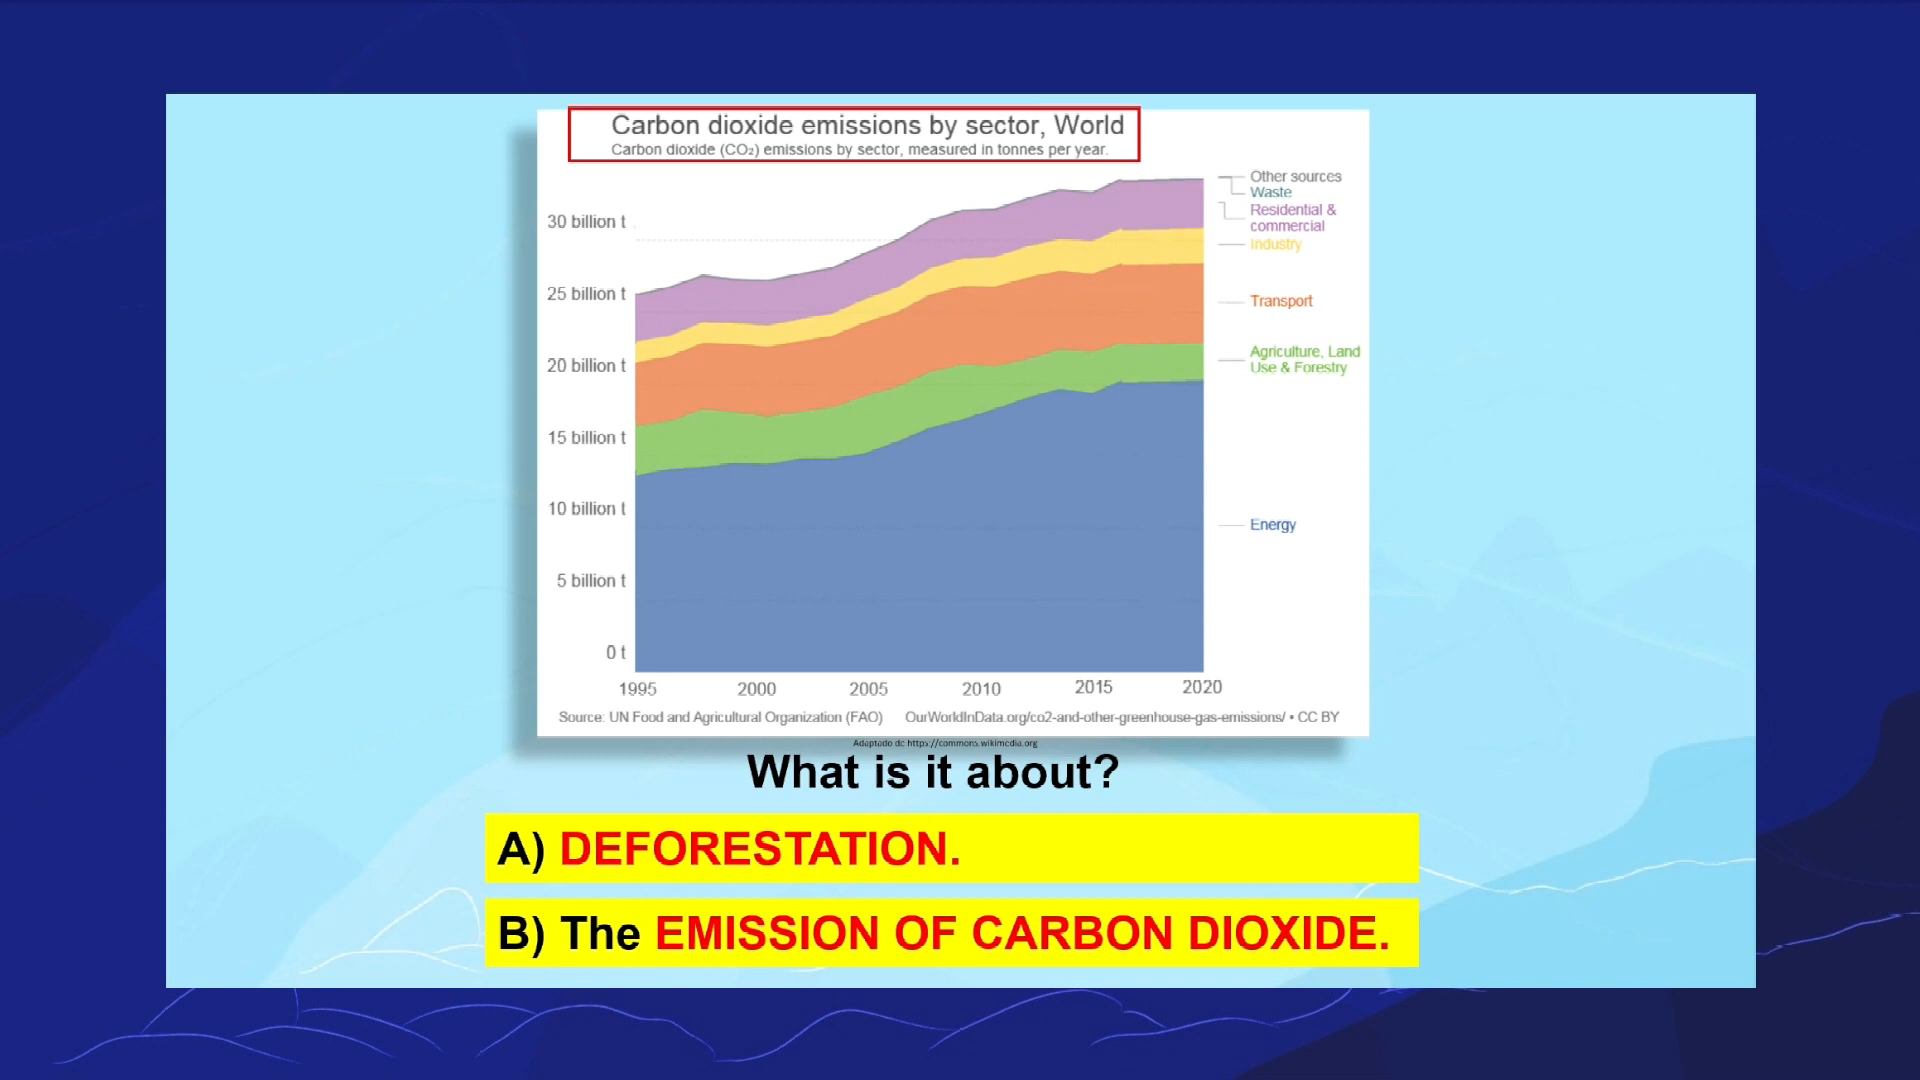 Carbon dioxide emissions by sector, World
Carbon dioxide (CO₂) emissions by sector, measured in tonnes per year.
Other sources
Waste
Residential &
commercial
Industry
Transport
Agriculture, Land
Use & Forestry
Energy
30 billion t
25 billion t
20 billion t
15 billion t
10 billion t
5 billion t
0 t
1995 2000 2005 2010 2015 2020
Source: UN Food and Agricultural Organization (FAO) OurWorldInData.org/co2-and-other-greenhouse-gas-emissions/ • CC BY
Adaptado de https://commons.wikimedia.org
What is it about?
A) DEFORESTATION.
B) The EMISSION OF CARBON DIOXIDE.